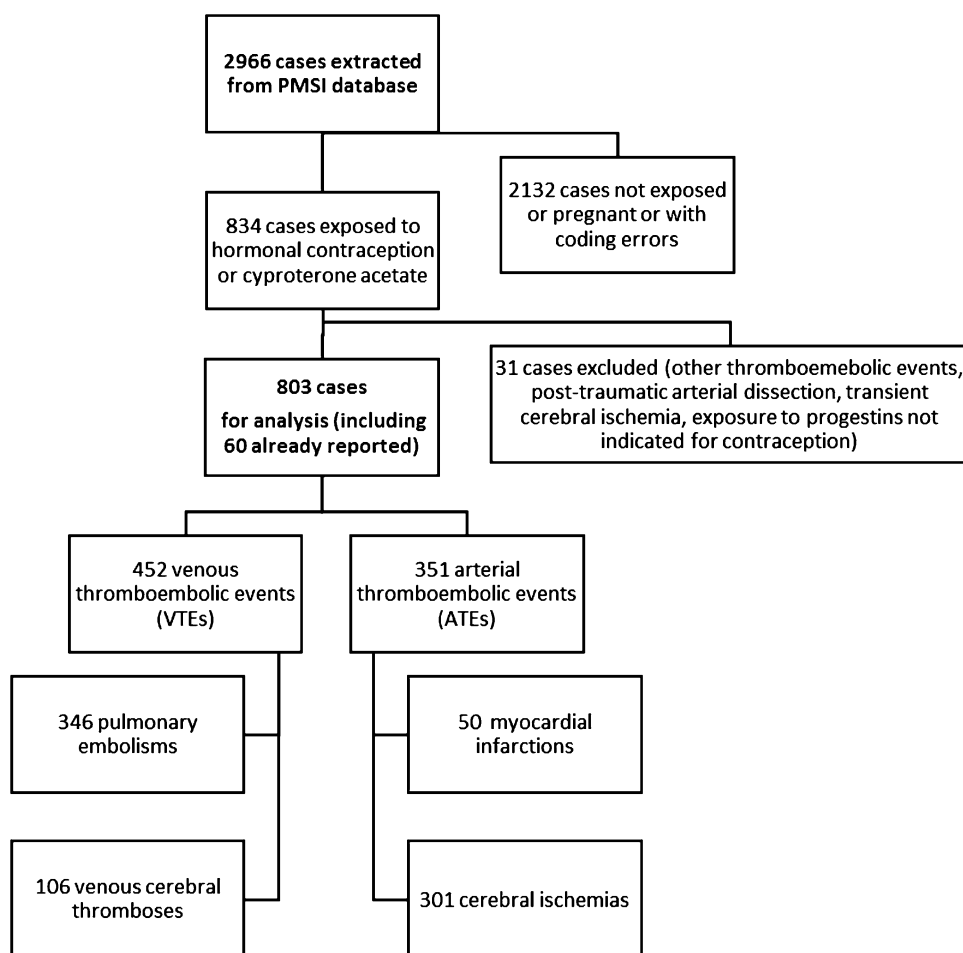 2966 cases extracted
from PMSI database
2132 cases not exposed
or pregnant or with
coding errors
834 cases exposed to
hormonal contraception
or cyproterone acetate
31 cases excluded (other thromboemebolic events,
post-traumatic arterial dissection, transient
cerebral ischemia, exposure to progestins not
indicated for contraception)
803 cases
for analysis (including
60 already reported)
452 venous
thromboembolic events
(VTEs)
351 arterial
thromboembolic events
(ATEs)
346 pulmonary
embolisms
50 myocardial
infarctions
106 venous cerebral
thromboses
301 cerebral ischemias